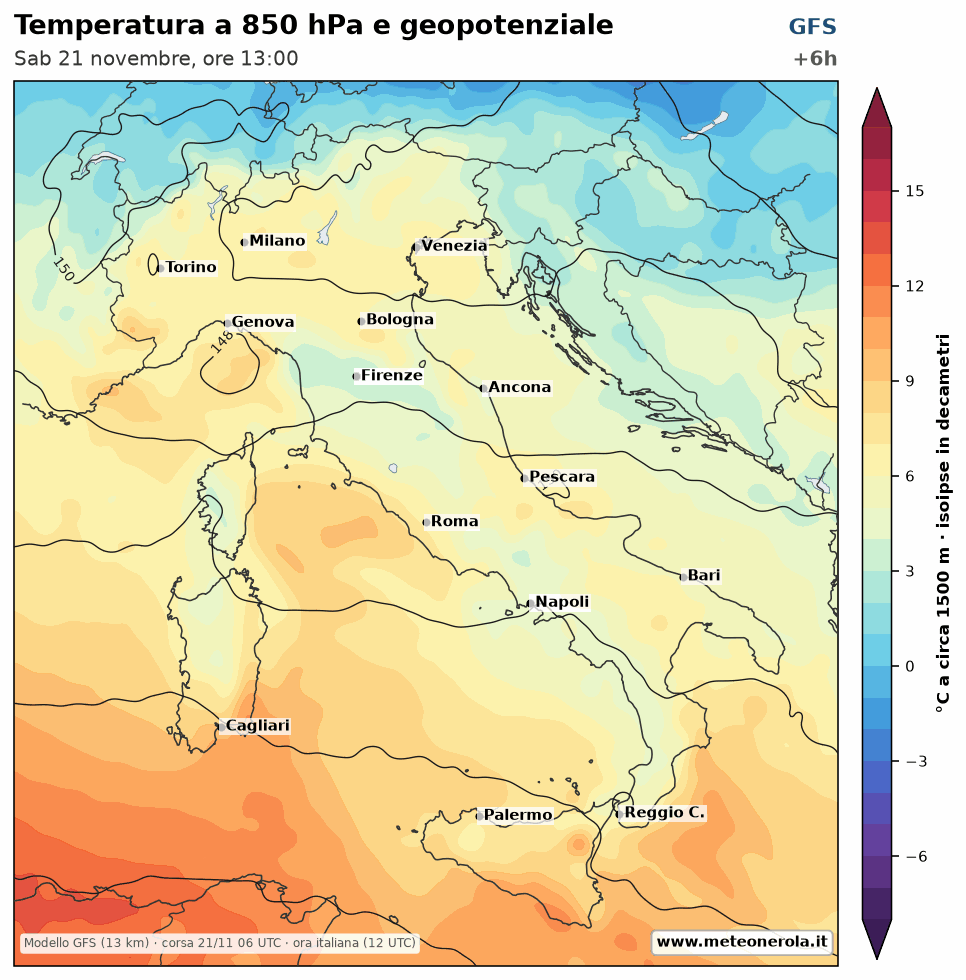 Temperatura a 850 hPa e geopotenziale
GFS
Sab 21 novembre, ore 13:00
+6h
150
Milano
Venezia
Torino
Genova
Bologna
148
Firenze
Ancona
Pescara
Roma
Bari
Napoli
Cagliari
Palermo
Reggio C.
15
12
9
6
3
0
−3
−6
°C a circa 1500 m · isoipse in decametri
Modello GFS (13 km) · corsa 21/11 06 UTC · ora italiana (12 UTC)
www.meteonerola.it